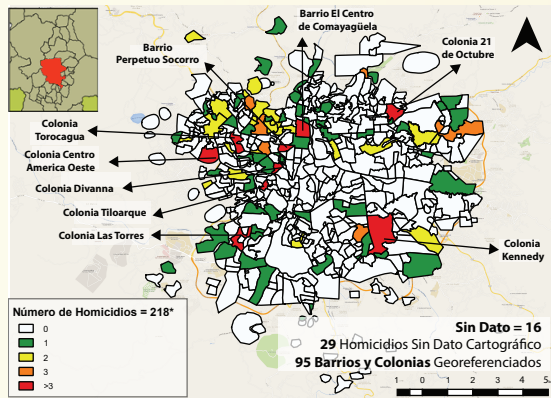 Barrio El Centro
de Comayagüela
Barrio
Perpetuo Socorro
Colonia 21
de Octubre
Colonia
Torocagua
Colonia Centro
America Oeste
Colonia Divanna
Colonia Tiloarque
Colonia Las Torres
Colonia
Kennedy
Número de Homicidios = 218*
0
1
2
3
>3
Sin Dato = 16
29 Homicidios Sin Dato Cartográfico
95 Barrios y Colonias Georeferenciados
1 0 1 2 3 4 5